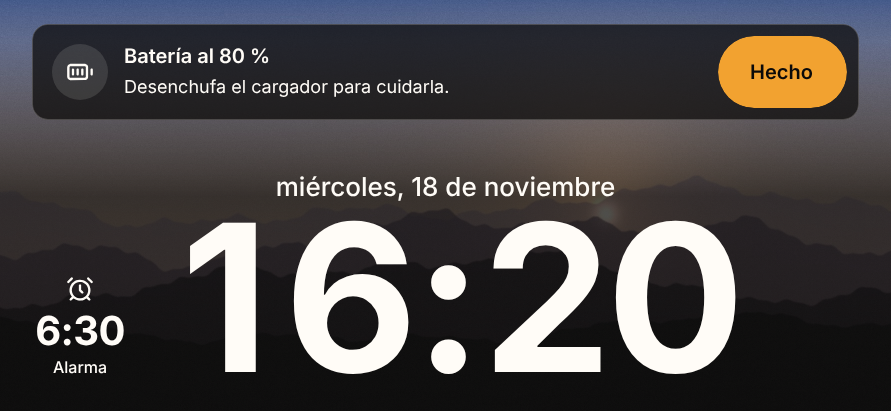 Batería al 80 %
Desenchufa el cargador para cuidarla.
Hecho
miércoles, 18 de noviembre
16:20
6:30
Alarma